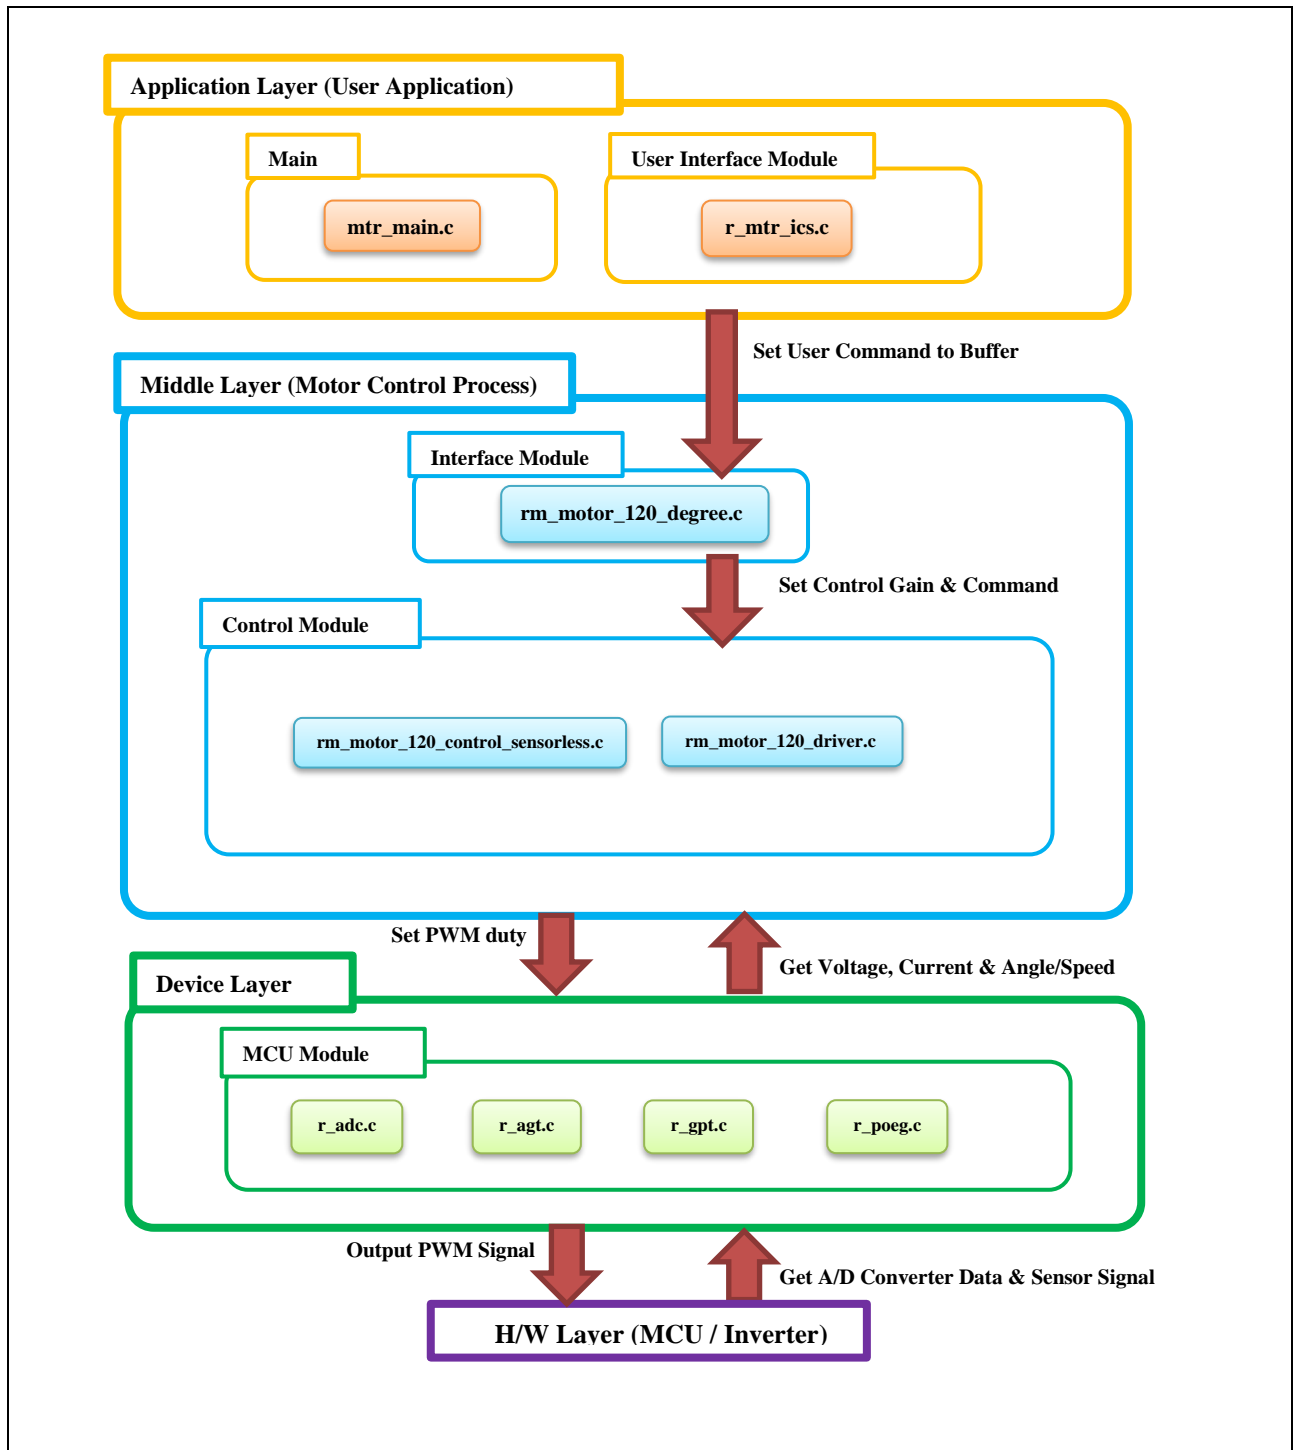 Application Layer (User Application)
Main
User Interface Module
mtr_main.c
r_mtr_ics.c
Set User Command to Buffer
Middle Layer (Motor Control Process)
Interface Module
rm_motor_120_degree.c
Set Control Gain & Command
Control Module
rm_motor_120_control_sensorless.c
rm_motor_120_driver.c
Set PWM duty
Get Voltage, Current & Angle/Speed
Device Layer
MCU Module
r_adc.c
r_agt.c
r_gpt.c
r_poeg.c
Output PWM Signal
Get A/D Converter Data & Sensor Signal
H/W Layer (MCU / Inverter)